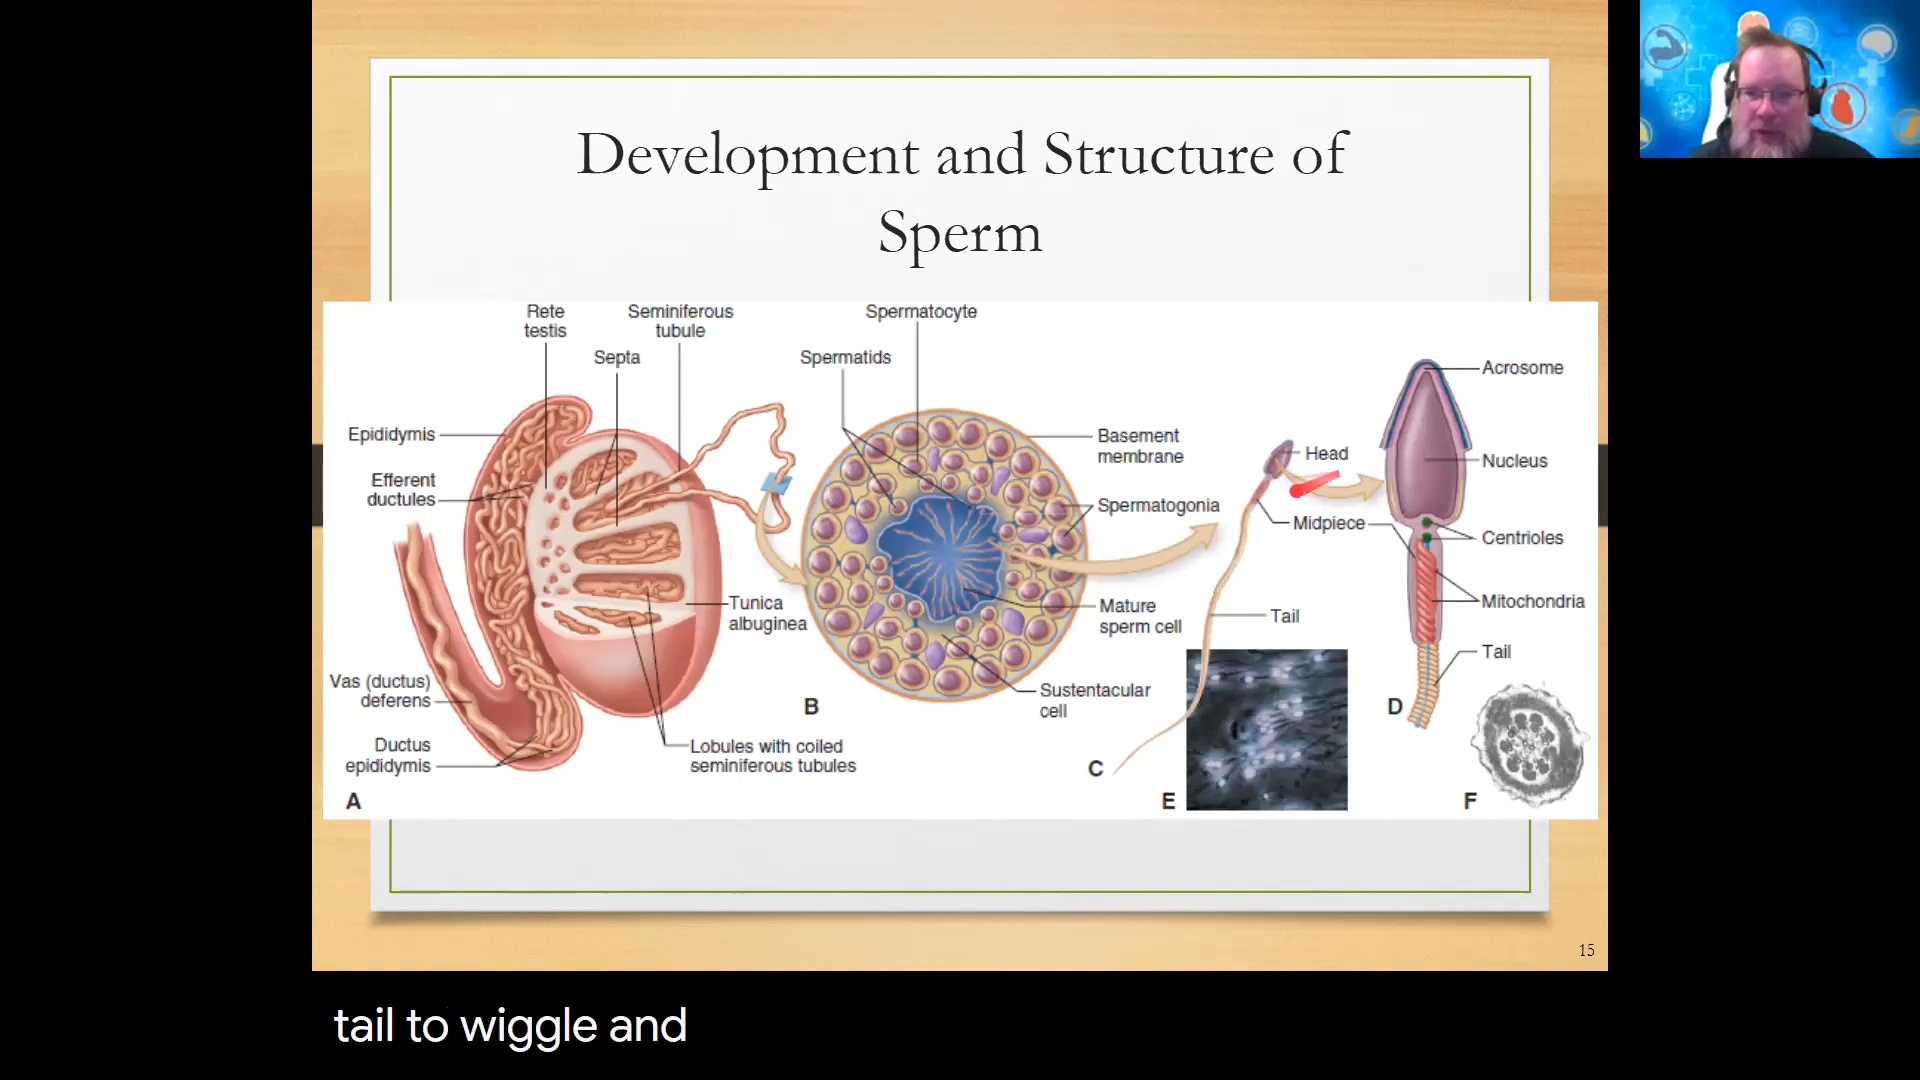 Development and Structure of
Sperm
Rete
testis
Seminiferous
tubule
Septa
Epididymis
Efferent
ductules
Vas (ductus)
deferens
Ductus
epididymis
Tunica
albuginea
Lobules with coiled
seminiferous tubules
A
Spermatocyte
Spermatids
Basement
membrane
Spermatogonia
Mature
sperm cell
Sustentacular
cell
B
Head
Midpiece
Tail
C
E
Acrosome
Nucleus
Centrioles
Mitochondria
Tail
D
F
15
tail to wiggle and